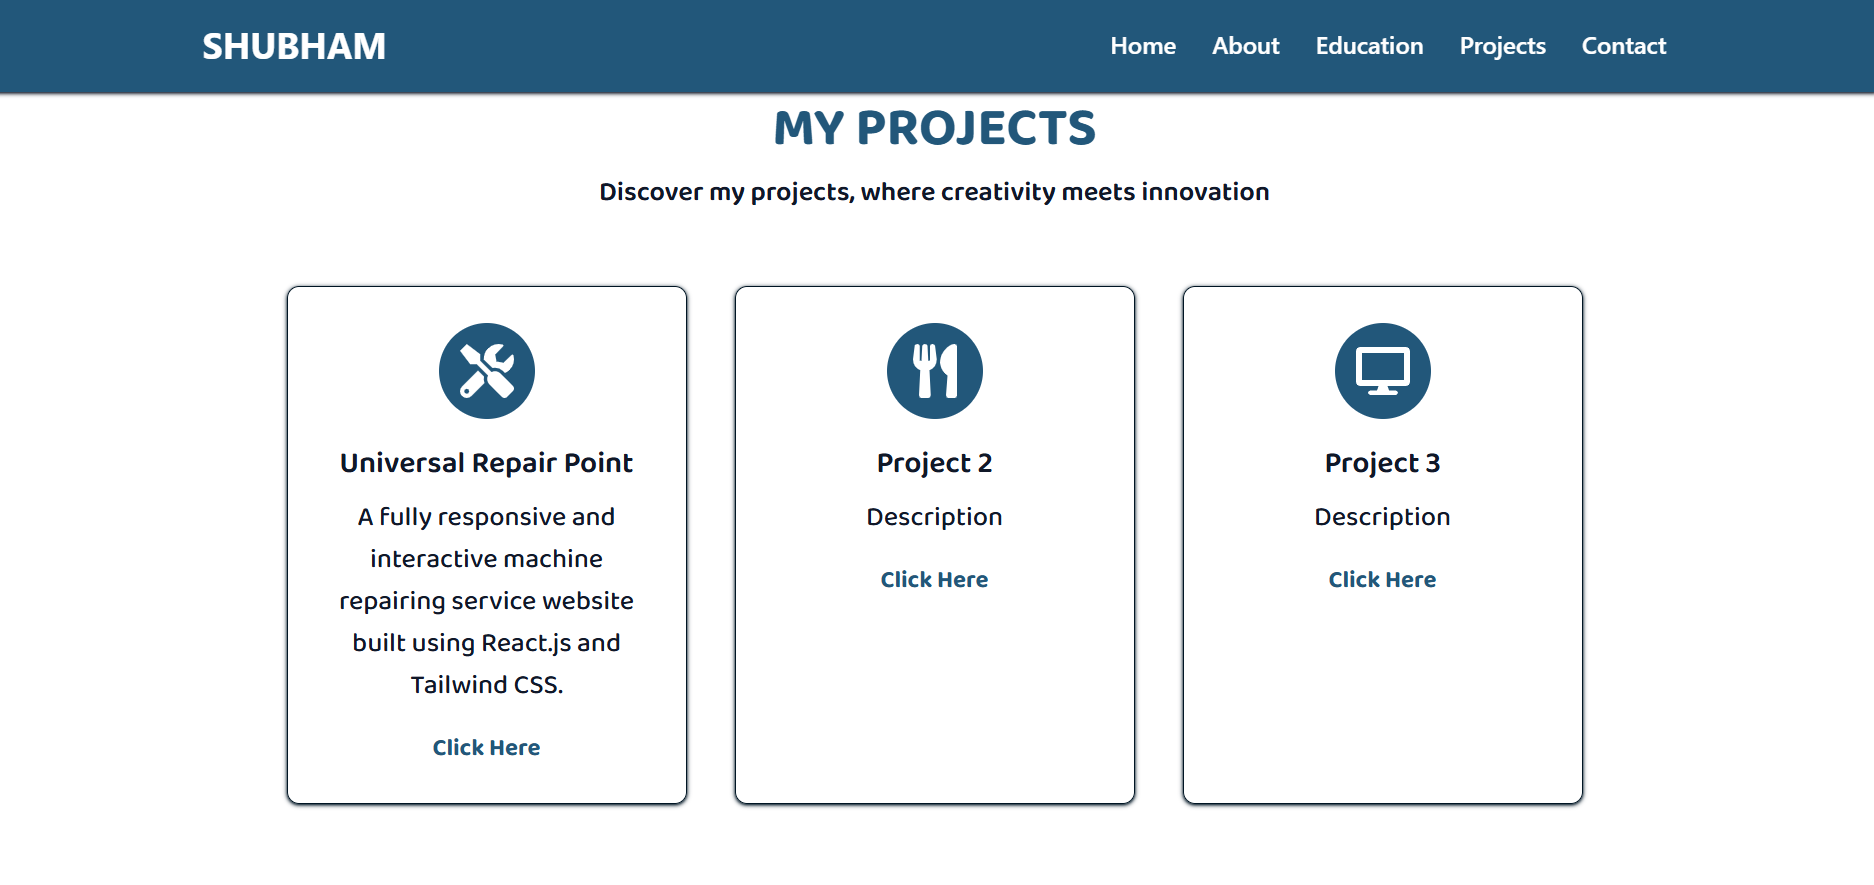 SHUBHAM
Home About Education Projects Contact
MY PROJECTS
Discover my projects, where creativity meets innovation
Universal Repair Point
A fully responsive and
interactive machine
repairing service website
built using React.js and
Tailwind CSS.
Click Here
Project 2
Description
Click Here
Project 3
Description
Click Here